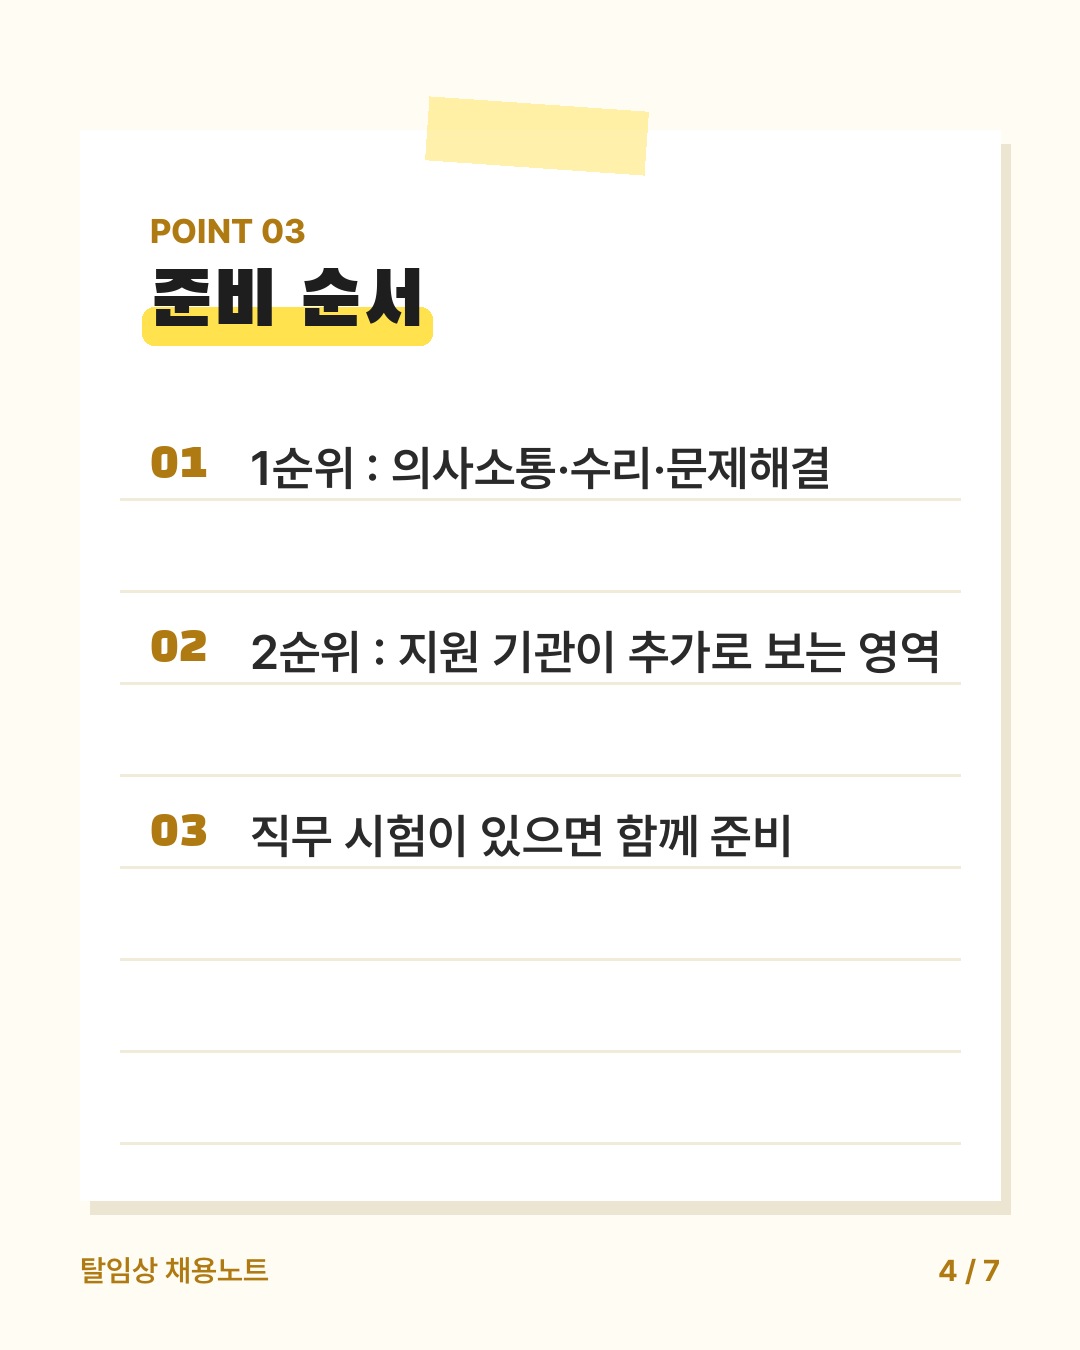 POINT 03
준비 순서
01 1순위 : 의사소통·수리·문제해결
02 2순위 : 지원 기관이 추가로 보는 영역
03 직무 시험이 있으면 함께 준비
탈임상 채용노트 4 / 7